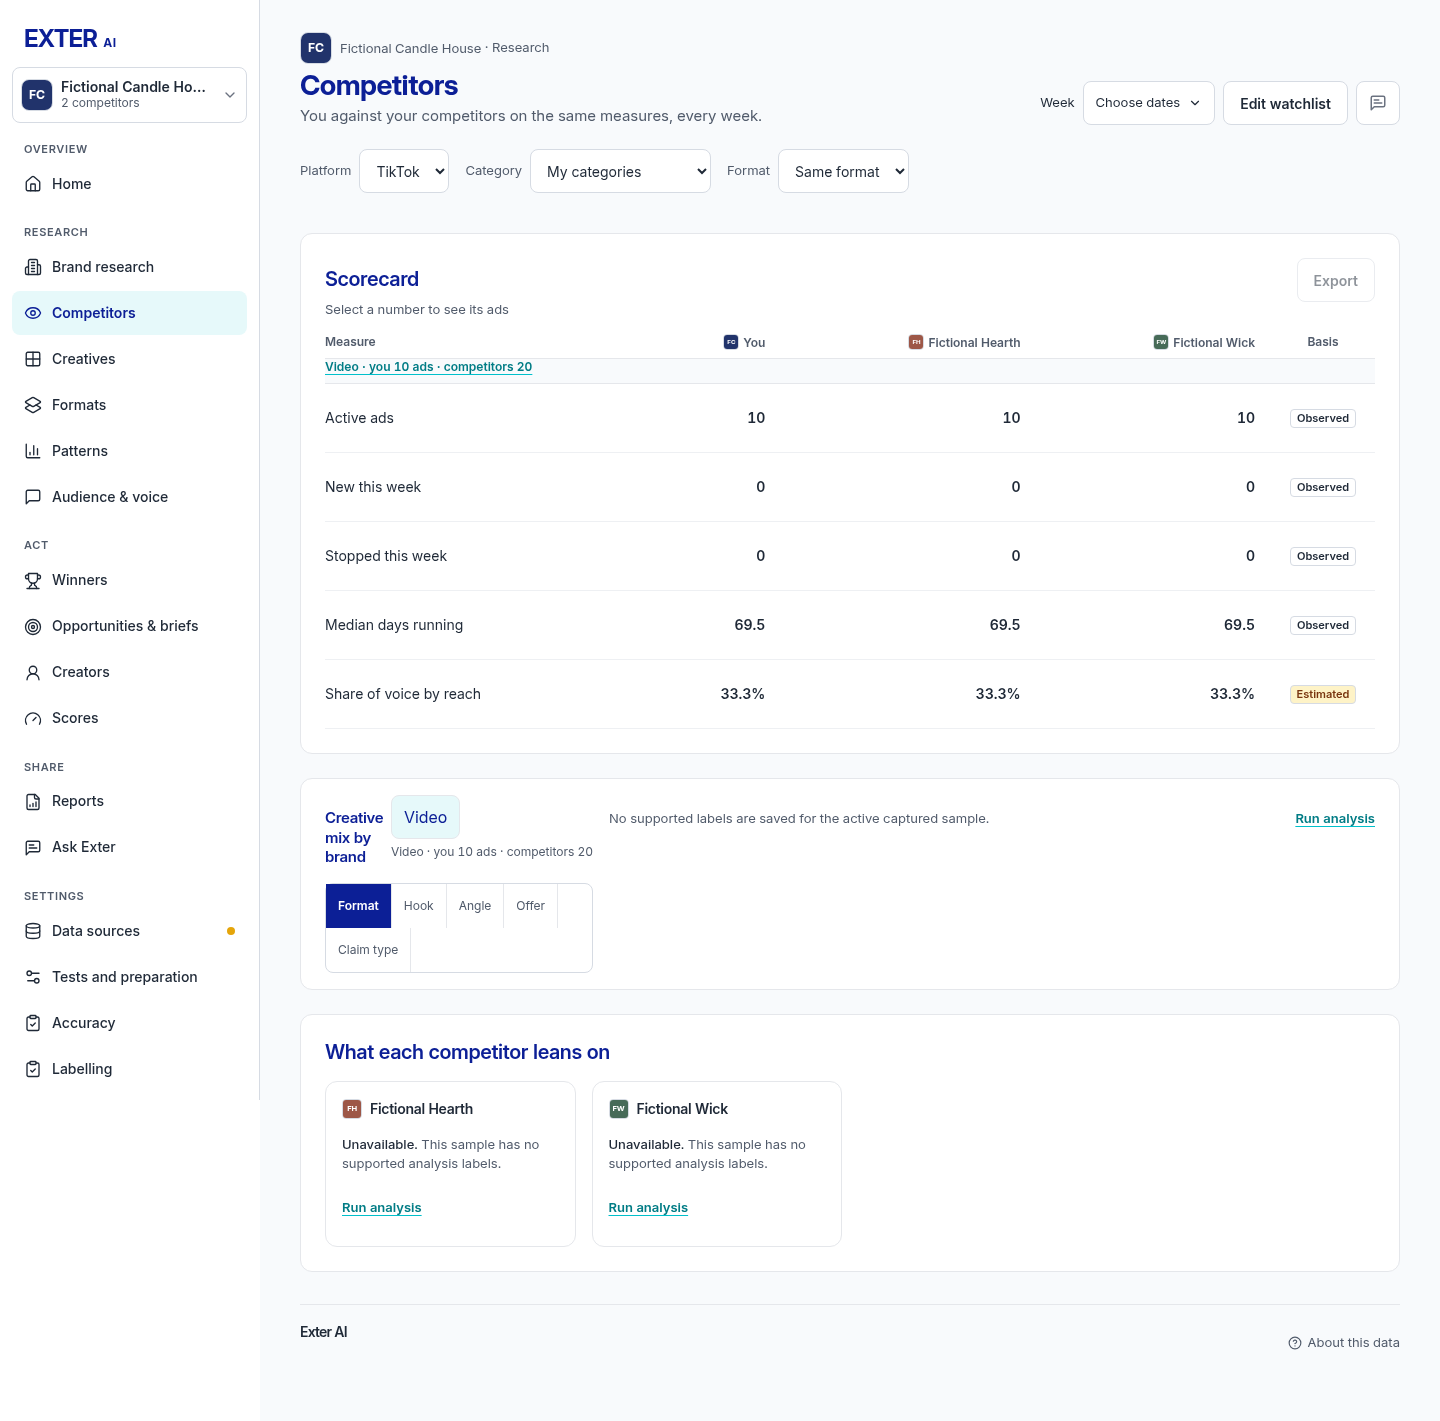 EXTER AI
FC
Fictional Candle Ho...
2 competitors
OVERVIEW
Home
RESEARCH
Brand research
Competitors
Creatives
Formats
Patterns
Audience & voice
ACT
Winners
Opportunities & briefs
Creators
Scores
SHARE
Reports
Ask Exter
SETTINGS
Data sources
Tests and preparation
Accuracy
Labelling
FC Fictional Candle House · Research
Competitors
You against your competitors on the same measures, every week.
Week Choose dates Edit watchlist
Platform TikTok Category My categories Format Same format
Scorecard
Export
Select a number to see its ads
Measure FC You FH Fictional Hearth FW Fictional Wick Basis
Video · you 10 ads · competitors 20
Active ads 10 10 10 Observed
New this week 0 0 0 Observed
Stopped this week 0 0 0 Observed
Median days running 69.5 69.5 69.5 Observed
Share of voice by reach 33.3% 33.3% 33.3% Estimated
Creative
mix by
brand
Video
Video · you 10 ads · competitors 20
No supported labels are saved for the active captured sample.
Run analysis
Format Hook Angle Offer
Claim type
What each competitor leans on
FH Fictional Hearth
Unavailable. This sample has no
supported analysis labels.
Run analysis
FW Fictional Wick
Unavailable. This sample has no
supported analysis labels.
Run analysis
Exter AI
About this data